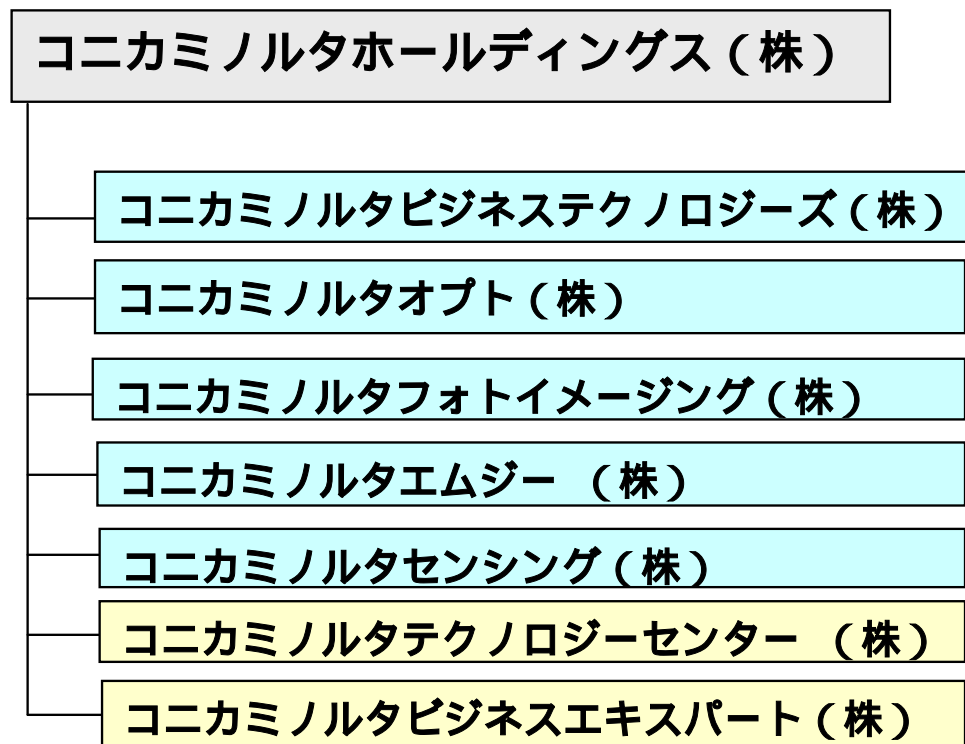 コニカミノルタホールディングス（株）
コニカミノルタビジネステクノロジーズ（株）
コニカミノルタオプト（株）
コニカミノルタフォトイメージング（株）
コニカミノルタエムジー （株）
コニカミノルタセンシング（株）
コニカミノルタテクノロジーセンター （株）
コニカミノルタビジネスエキスパート（株）